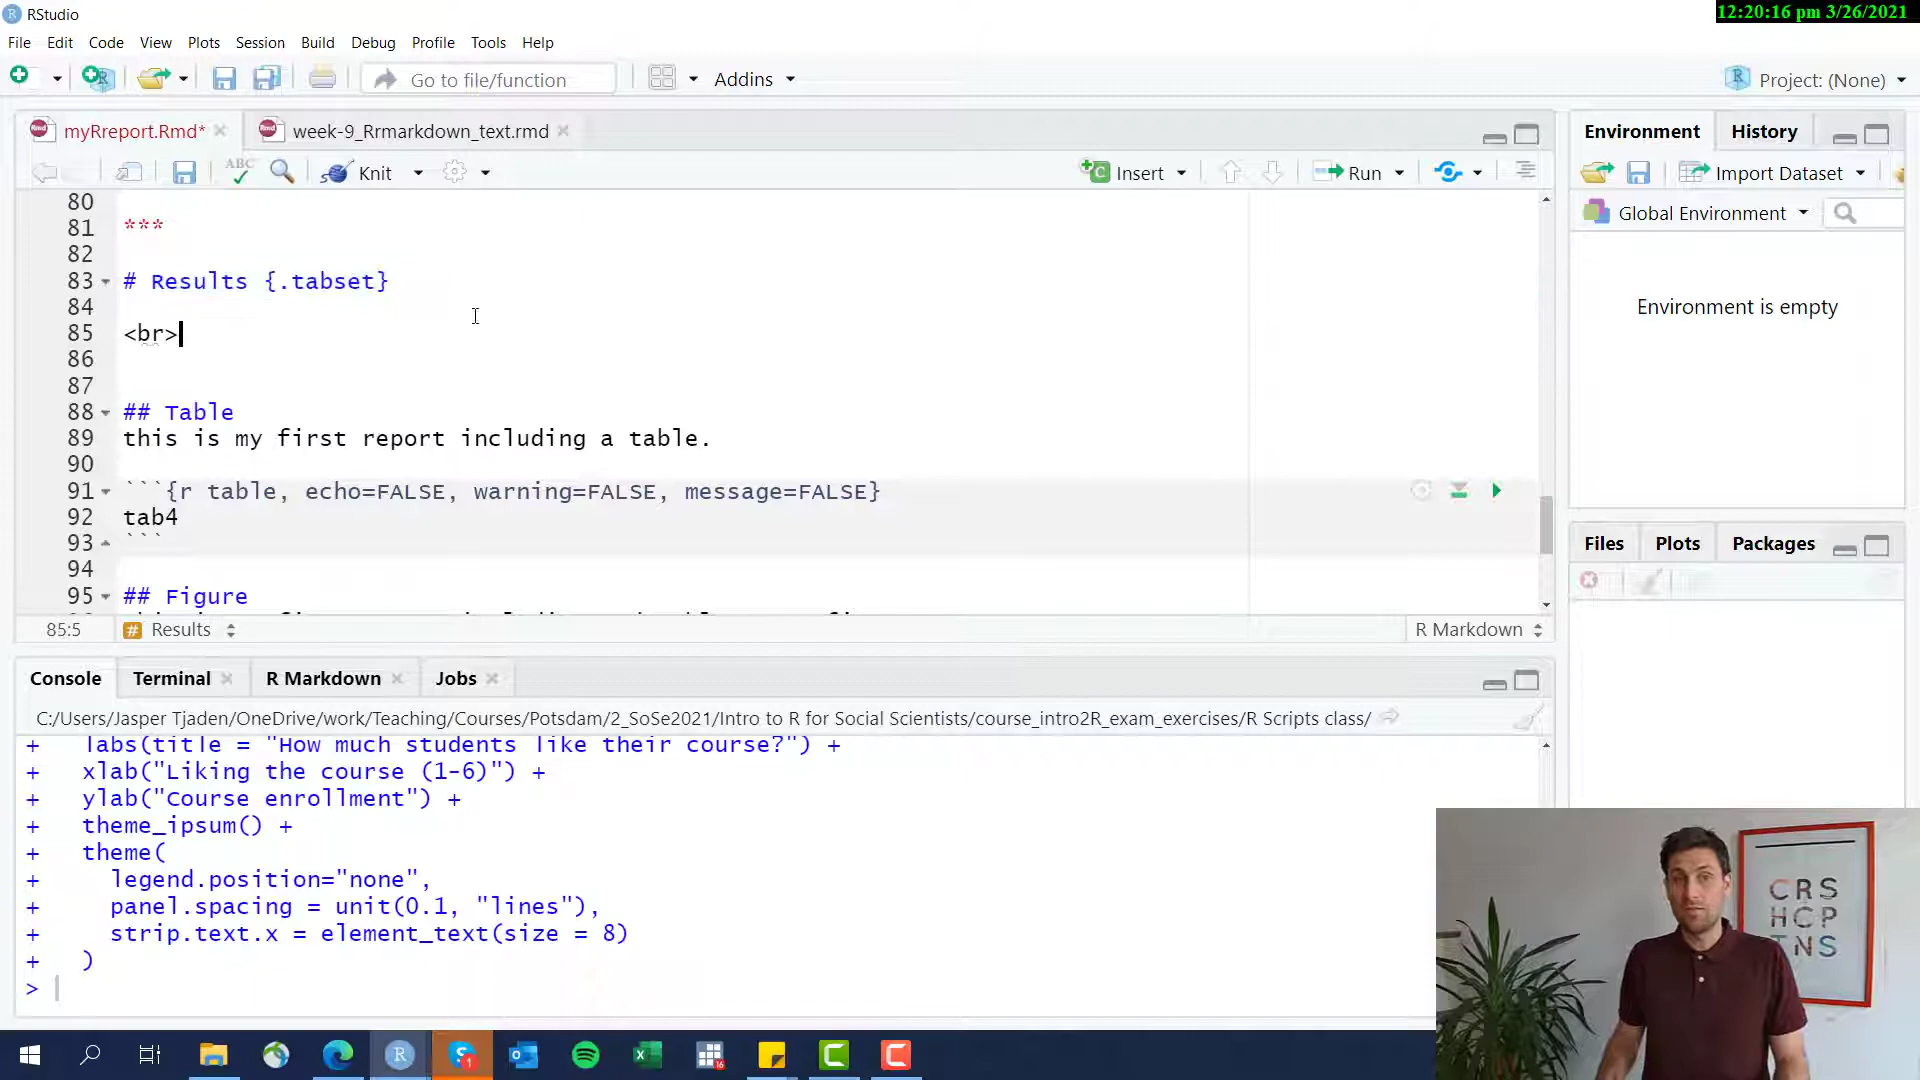 RStudio
12:20:16 pm 3/26/2021
File Edit Code View Plots Session Build Debug Profile Tools Help
Go to file/function
Addins
Project: (None)
myRreport.Rmd*
week-9_Rrmarkdown_text.rmd
Environment History
ABC
Knit
Insert
Run
Import Dataset
Global Environment
Environment is empty
80
81 ***
82
83 # Results {.tabset}
84
85 <br>
86
87
88 ## Table
89 this is my first report including a table.
90
91 ```{r table, echo=FALSE, warning=FALSE, message=FALSE}
92 tab4
93 ```
94
95 ## Figure
85:5
Results
R Markdown
Files Plots Packages
Console Terminal R Markdown Jobs
C:/Users/Jasper Tjaden/OneDrive/work/Teaching/Courses/Potsdam/2_SoSe2021/Intro to R for Social Scientists/course_intro2R_exam_exercises/R Scripts class/
+ labs(title = "How much students like their course?") +
+ xlab("Liking the course (1-6)") +
+ ylab("Course enrollment") +
+ theme_ipsum() +
+ theme(
+ legend.position="none",
+ panel.spacing = unit(0.1, "lines"),
+ strip.text.x = element_text(size = 8)
+ )
>
CRS
HCP
TNS